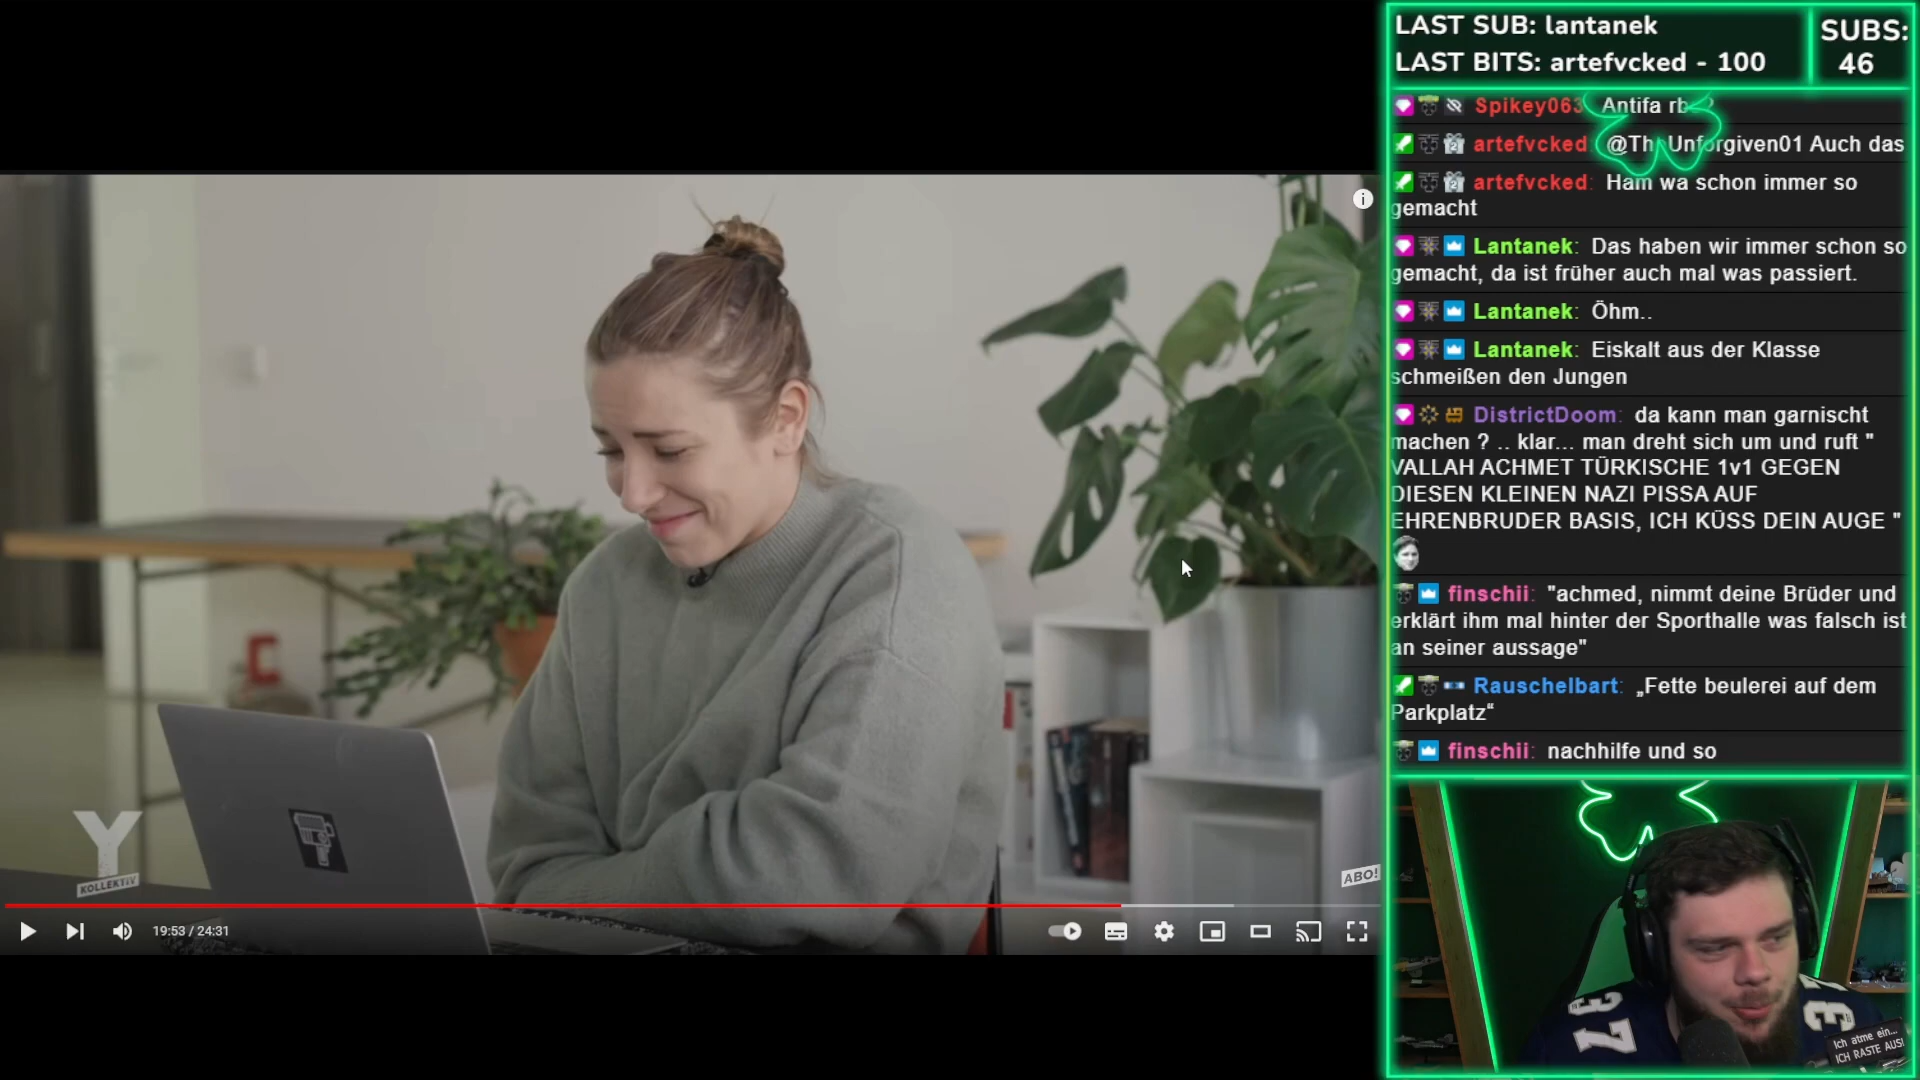 LAST SUB: lantanek
LAST BITS: artefvcked - 100
SUBS:
46
Spikey063 Antifa
artefvcked: Unforgiven01 Auch das
artefvcked: Ham wa schon immer so
gemacht
Lantanek: Das haben wir immer schon so
gemacht, da ist früher auch mal was passiert.
Lantanek: Öhm..
Lantanek: Eiskalt aus der Klasse
schmeißen den Jungen
DistrictDoom: da kann man garnischt
machen ? .. klar... man dreht sich um und ruft "
VALLAH ACHMET TÜRKISCHE 1v1 GEGEN
DIESEN KLEINEN NAZI PISSA AUF
EHRENBRUDER BASIS, ICH KÜSS DEIN AUGE "
finschii: "achmed, nimmt deine Brüder und
erklärt ihm mal hinter der Sporthalle was falsch ist
an seiner aussage"
Rauschelbart: „Fette beulerei auf dem
Parkplatz“
finschii: nachhilfe und so
Y
KOLLEKTIV
ABO!
19:53 / 24:31
37
3
Ich atme ein...
ICH RASTE AUS!